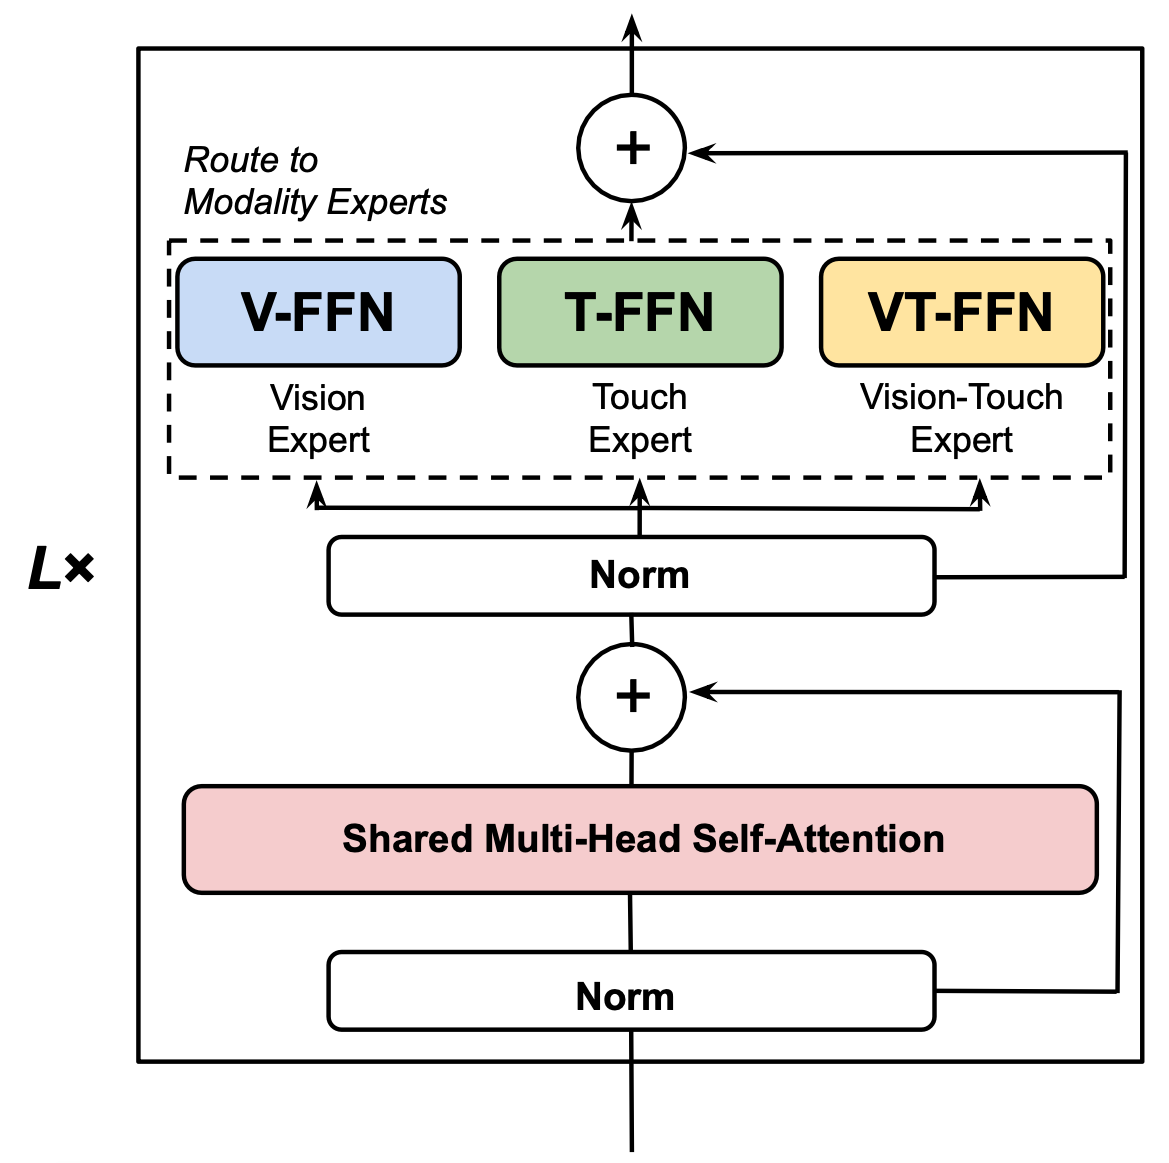 +
Route to
Modality Experts
V-FFN
T-FFN
VT-FFN
Vision
Expert
Touch
Expert
Vision-Touch
Expert
L×
Norm
+
Shared Multi-Head Self-Attention
Norm